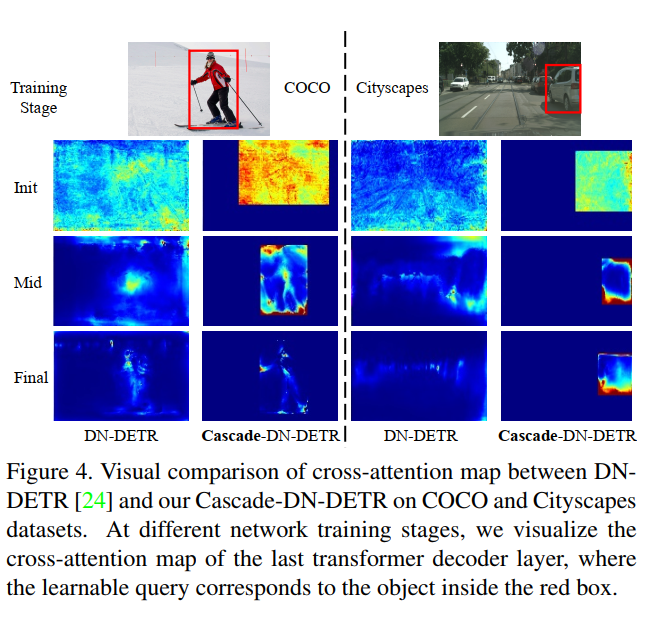 Training
Stage
COCO
Cityscapes
Init
Mid
Final
DN-DETR
Cascade-DN-DETR
DN-DETR
Cascade-DN-DETR
Figure 4. Visual comparison of cross-attention map between DN-
DETR [24] and our Cascade-DN-DETR on COCO and Cityscapes
datasets. At different network training stages, we visualize the
cross-attention map of the last transformer decoder layer, where
the learnable query corresponds to the object inside the red box.